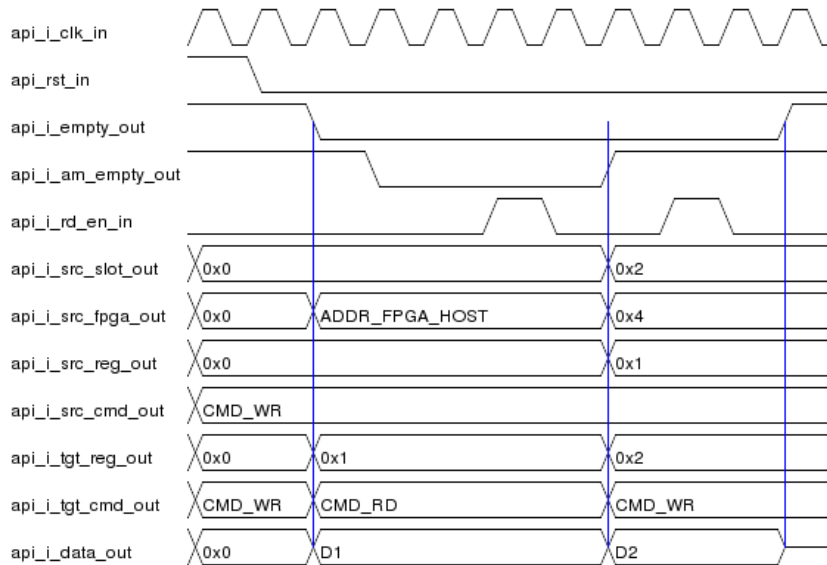 api_i_clk_in
api_rst_in
api_i_empty_out
api_i_am_empty_out
api_i_rd_en_in
api_i_src_slot_out 0x0 0x2
api_i_src_fpga_out 0x0 ADDR_FPGA_HOST 0x4
api_i_src_reg_out 0x0 0x1
api_i_src_cmd_out CMD_WR
api_i_tgt_reg_out 0x0 0x1 0x2
api_i_tgt_cmd_out CMD_WR CMD_RD CMD_WR
api_i_data_out 0x0 D1 D2